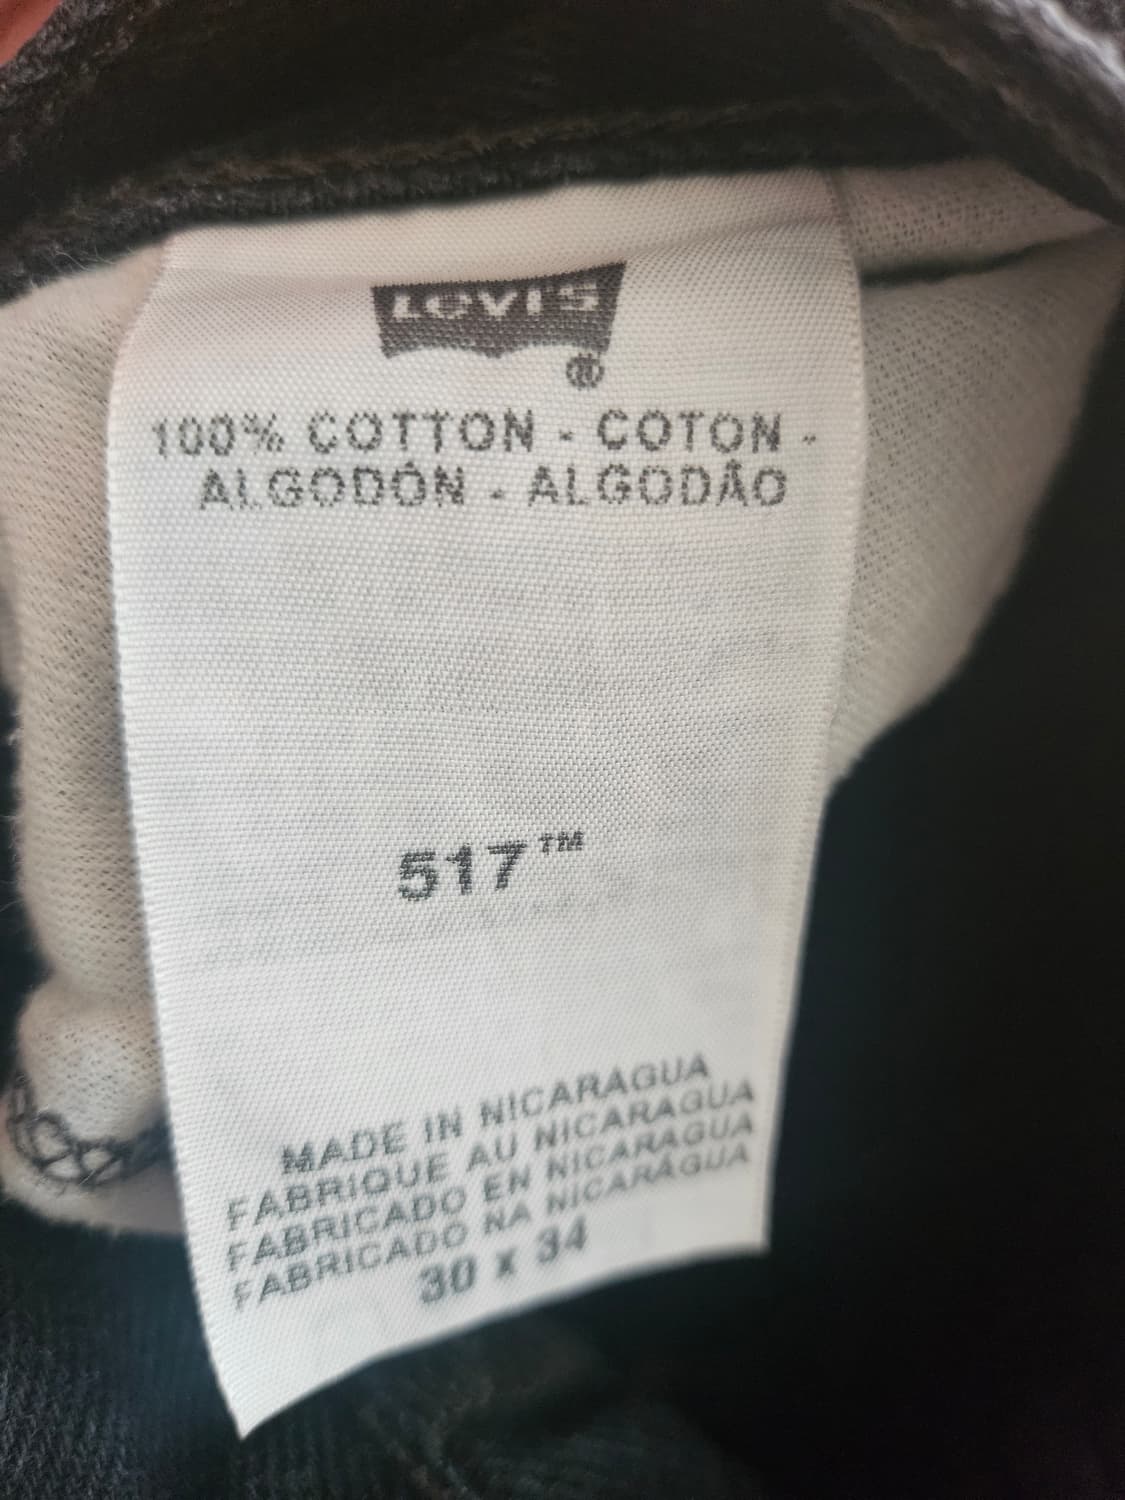 LEVI'S
®
100% COTTON - COTON -
ALGODÓN - ALGODÃO
517™
MADE IN NICARAGUA
FABRIQUE AU NICARAGUA
FABRICADO EN NICARAGUA
FABRICADO NA NICARÁGUA
30 x 34